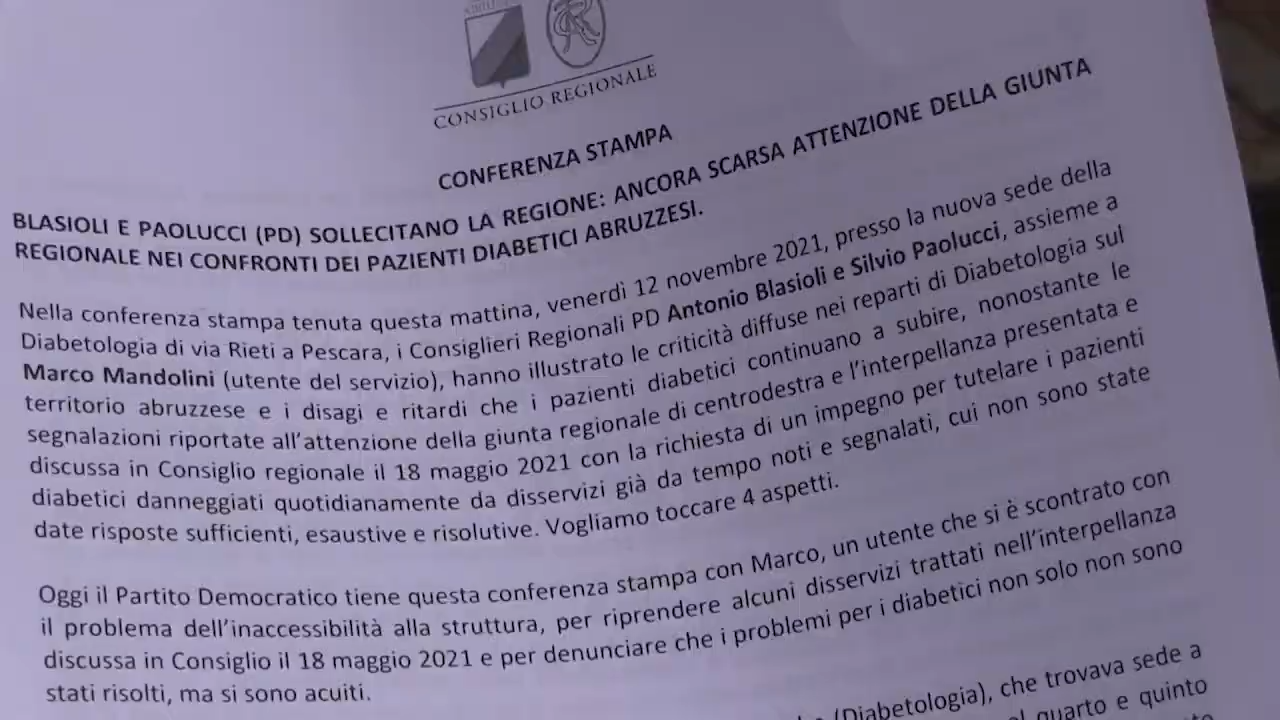 CONSIGLIO REGIONALE
CONFERENZA STAMPA
BLASIOLI E PAOLUCCI (PD) SOLLECITANO LA REGIONE: ANCORA SCARSA ATTENZIONE DELLA GIUNTA
REGIONALE NEI CONFRONTI DEI PAZIENTI DIABETICI ABRUZZESI.
Nella conferenza stampa tenuta questa mattina, venerdì 12 novembre 2021, presso la nuova sede della
Diabetologia di via Rieti a Pescara, i Consiglieri Regionali PD Antonio Blasioli e Silvio Paolucci, assieme a
Marco Mandolini (utente del servizio), hanno illustrato le criticità diffuse nei reparti di Diabetologia sul
territorio abruzzese e i disagi e ritardi che i pazienti diabetici continuano a subire, nonostante le
segnalazioni riportate all’attenzione della giunta regionale di centrodestra e l’interpellanza presentata e
discussa in Consiglio regionale il 18 maggio 2021 con la richiesta di un impegno per tutelare i pazienti
diabetici danneggiati quotidianamente da disservizi già da tempo noti e segnalati, cui non sono state
date risposte sufficienti, esaustive e risolutive. Vogliamo toccare 4 aspetti.
Oggi il Partito Democratico tiene questa conferenza stampa con Marco, un utente che si è scontrato con
il problema dell’inaccessibilità alla struttura, per riprendere alcuni disservizi trattati nell’interpellanza
discussa in Consiglio il 18 maggio 2021 e per denunciare che i problemi per i diabetici non solo non sono
stati risolti, ma si sono acuiti.
(Diabetologia), che trovava sede a
quarto e quinto